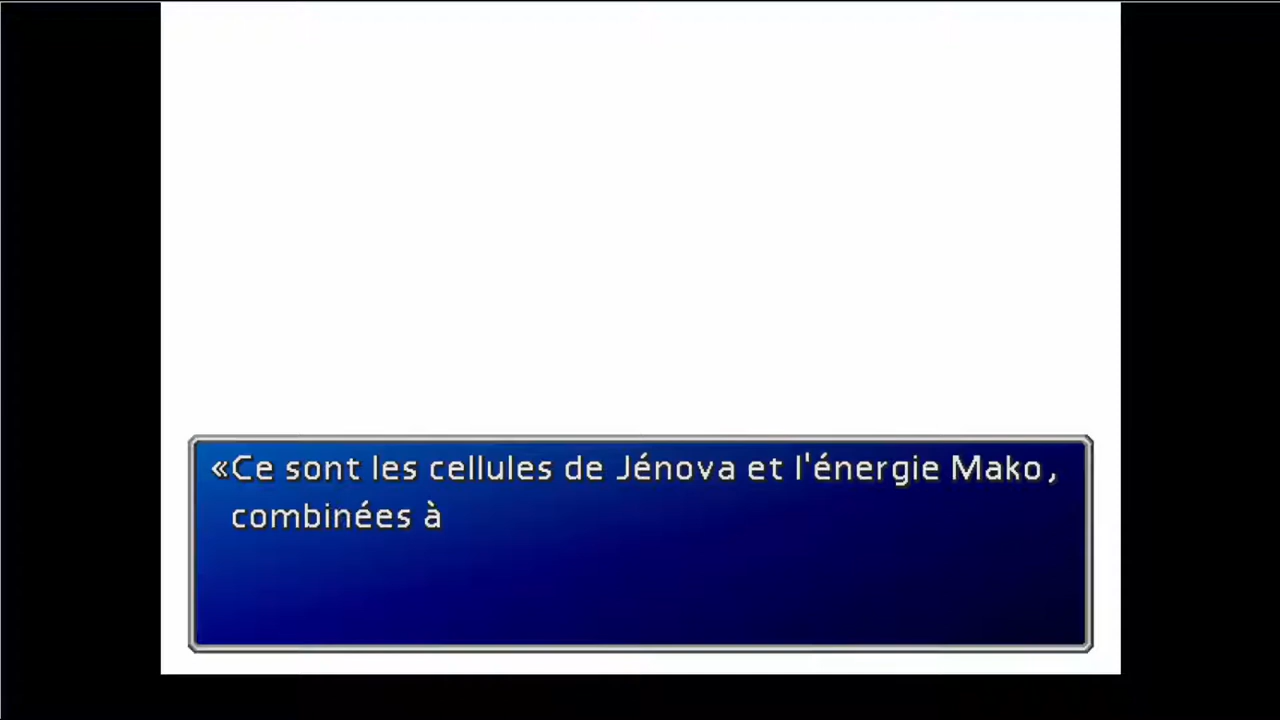 «Ce sont les cellules de Jénova et l'énergie Mako,
combinées à